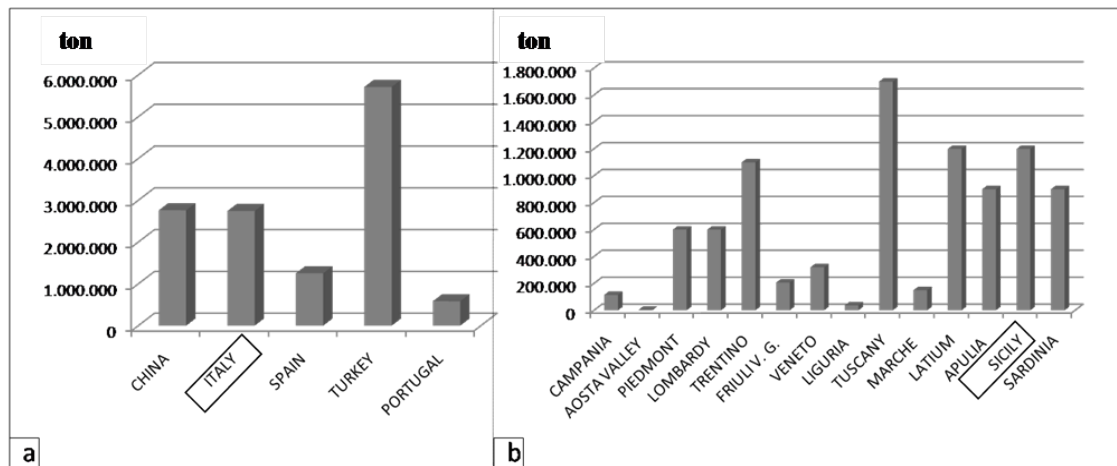 ton
6.000.000
5.000.000
4.000.000
3.000.000
2.000.000
1.000.000
0
CHINA
ITALY
SPAIN
TURKEY
PORTUGAL
a
ton
1.800.000
1.600.000
1.400.000
1.200.000
1.000.000
800.000
600.000
400.000
200.000
0
CAMPANIA
AOSTA VALLEY
PIEDMONT
LOMBARDY
TRENTINO
FRIULI V. G.
VENETO
LIGURIA
TUSCANY
MARCHE
LATIUM
APULIA
SICILY
SARDINIA
b